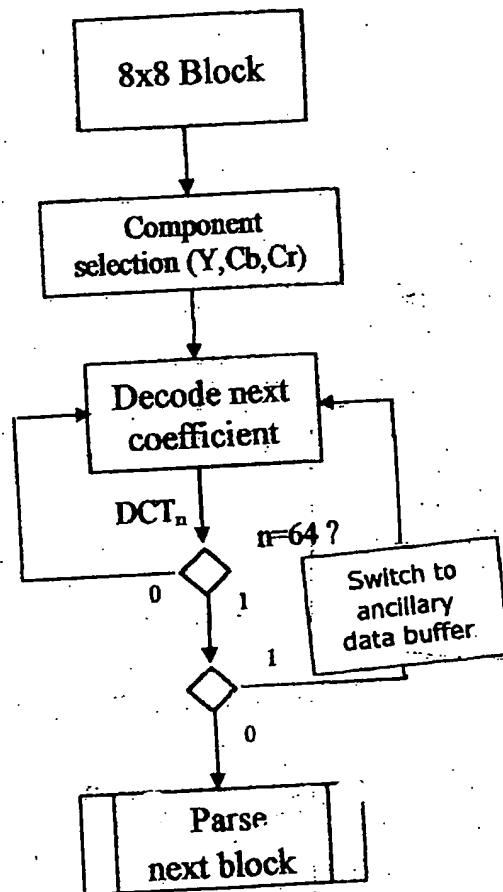 8x8 Block
Component
selection (Y,Cb,Cr)
Decode next
coefficient
DCTn
n=64 ?
0
1
Switch to
ancillary
data buffer
1
0
Parse
next block